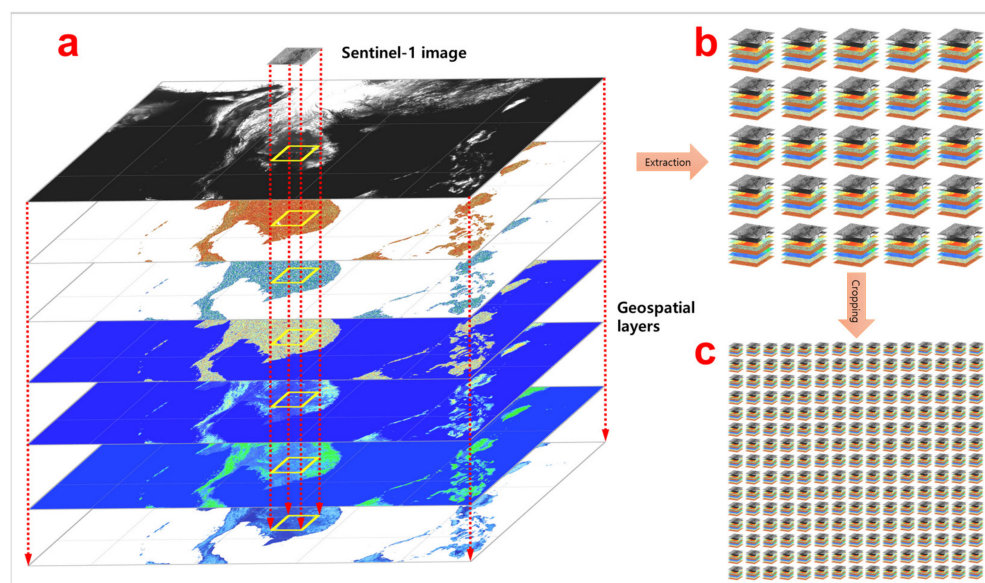 a
Sentinel-1 image
Geospatial
layers
b
Extraction
Cropping
c